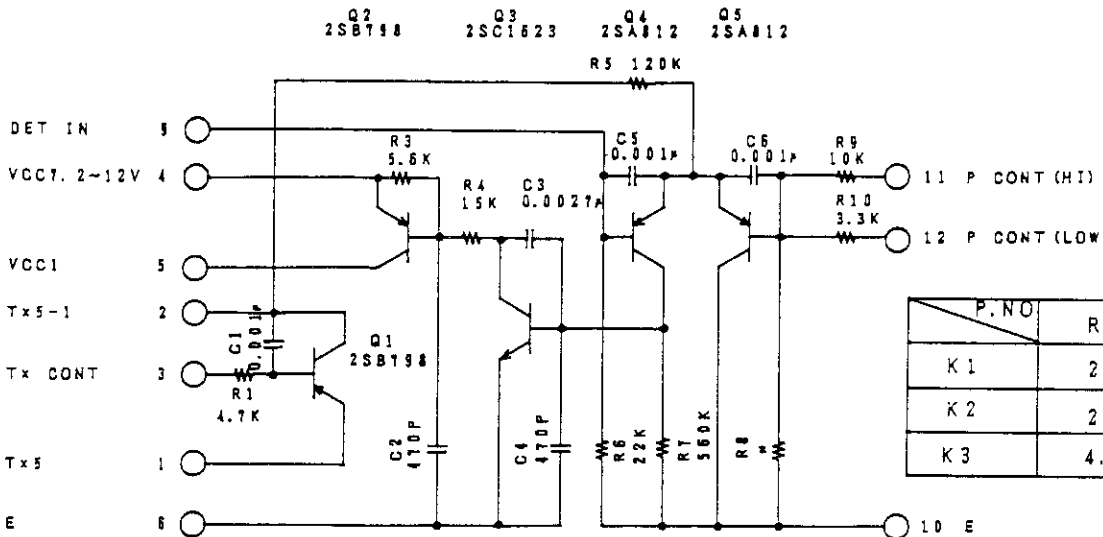 Q2 Q3 Q4 Q5
2SB798 2SC1623 2SA812 2SA812
R5 120K
DET IN 9
R3
5.6K
C5
0.001μ
C6
0.001μ
R9
10K
VCC7.2~12V 4
11 P CONT (HI)
R4
15K
C3
0.0027μ
R10
3.3K
12 P CONT (LOW
VCC1 5
Tx5-1 2
C1
0.001μ
Q1
2SB798
Tx CONT 3
R1
4.7K
C2
470P
C4
470P
R6
22K
R7
560K
R8
*
Tx5 1
E 6
10 E
P.NO R
K1 2
K2 2
K3 4.